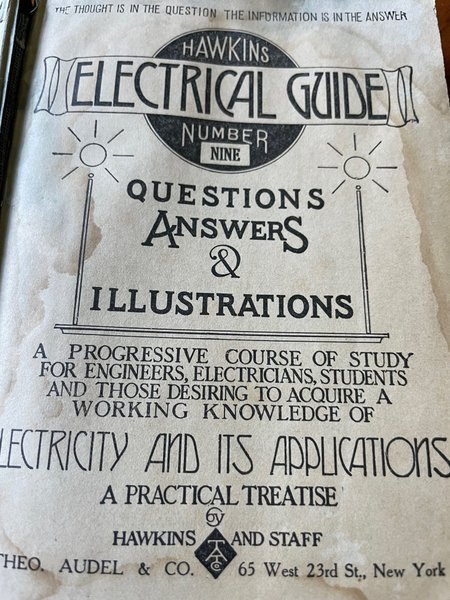 THE THOUGHT IS IN THE QUESTION THE INFORMATION IS IN THE ANSWER
HAWKINS
ELECTRICAL GUIDE
NUMBER
NINE
QUESTIONS
ANSWERS
&
ILLUSTRATIONS
A PROGRESSIVE COURSE OF STUDY
FOR ENGINEERS, ELECTRICIANS, STUDENTS
AND THOSE DESIRING TO ACQUIRE A
WORKING KNOWLEDGE OF
LECTRICITY AND ITS APPLICATIONS
A PRACTICAL TREATISE
by
HAWKINS AND STAFF
THEO. AUDEL & CO. 65 West 23rd St., New York